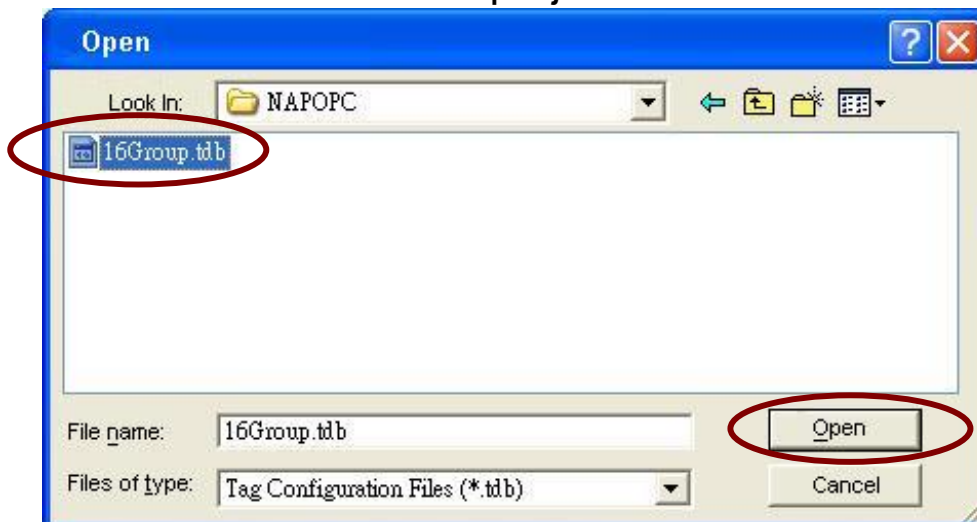 Open
Look In: NAPOPC
16Group.tdb
File name: 16Group.tdb Open
Files of type: Tag Configuration Files (*.tdb) Cancel